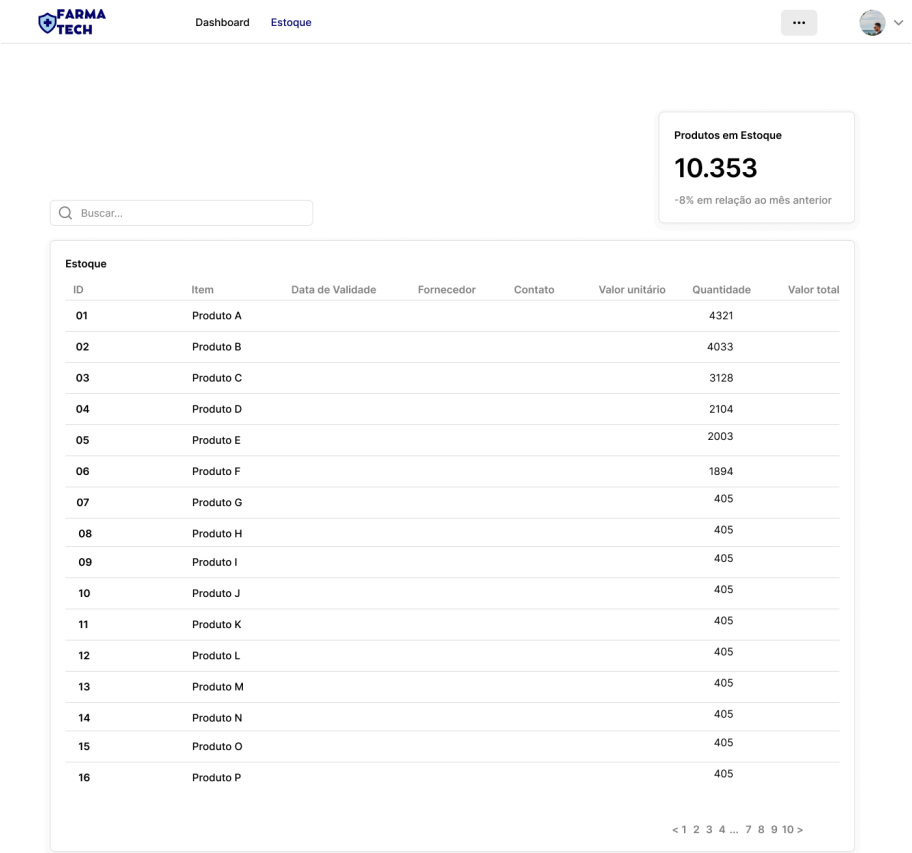 FARMA
TECH
Dashboard Estoque ...
Produtos em Estoque
10.353
-8% em relação ao mês anterior
Buscar...
Estoque
ID Item Data de Validade Fornecedor Contato Valor unitário Quantidade Valor total
01 Produto A 4321
02 Produto B 4033
03 Produto C 3128
04 Produto D 2104
05 Produto E 2003
06 Produto F 1894
07 Produto G 405
08 Produto H 405
09 Produto I 405
10 Produto J 405
11 Produto K 405
12 Produto L 405
13 Produto M 405
14 Produto N 405
15 Produto O 405
16 Produto P 405
< 1 2 3 4 ... 7 8 9 10 >